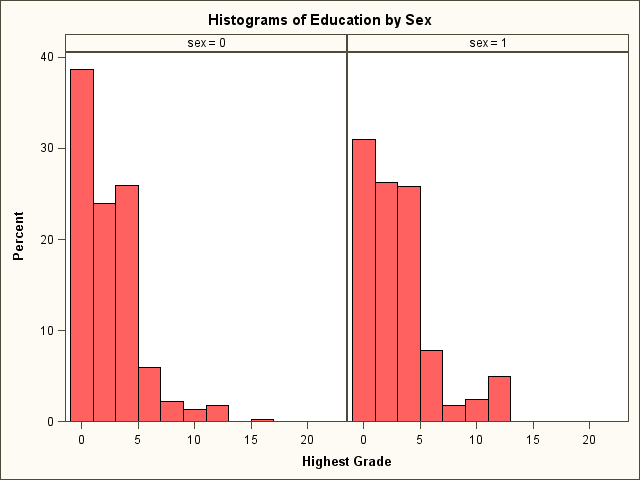 Histograms of Education by Sex
sex = 0
sex = 1
40
30
20
10
0
Percent
0 5 10 15 20
0 5 10 15 20
Highest Grade